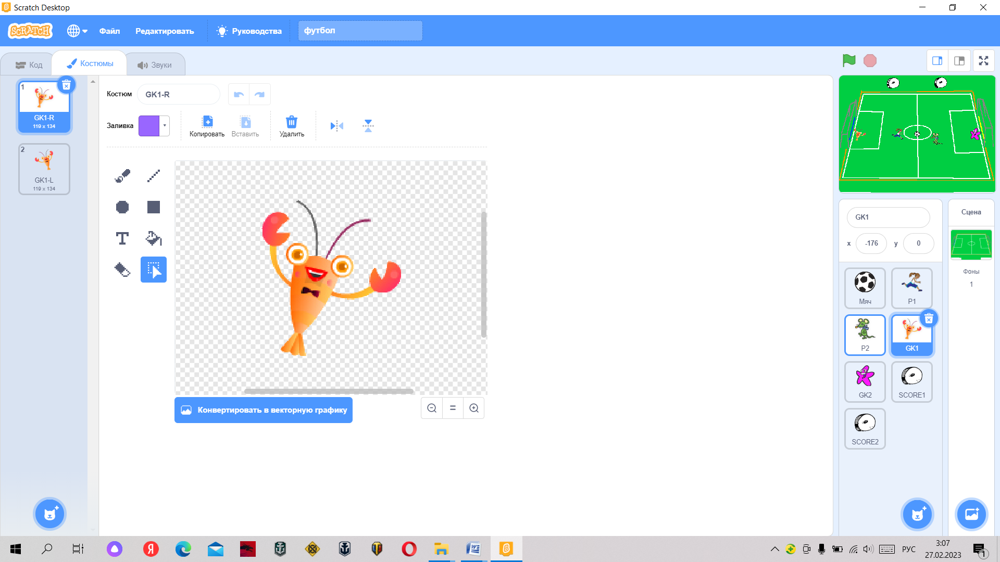 Scratch Desktop
SCRATCH
Файл
Редактировать
Руководства
футбол
Код
Костюмы
Звуки
1
GK1-R
119 x 134
2
GK1-L
119 x 134
Костюм
GK1-R
Заливка
Копировать
Вставить
Удалить
T
Конвертировать в векторную графику
GK1
x
-176
y
0
Мяч
P1
P2
GK1
GK2
SCORE1
SCORE2
Сцена
Фоны
1
Я
W
РУС
3:07
27.02.2023
1